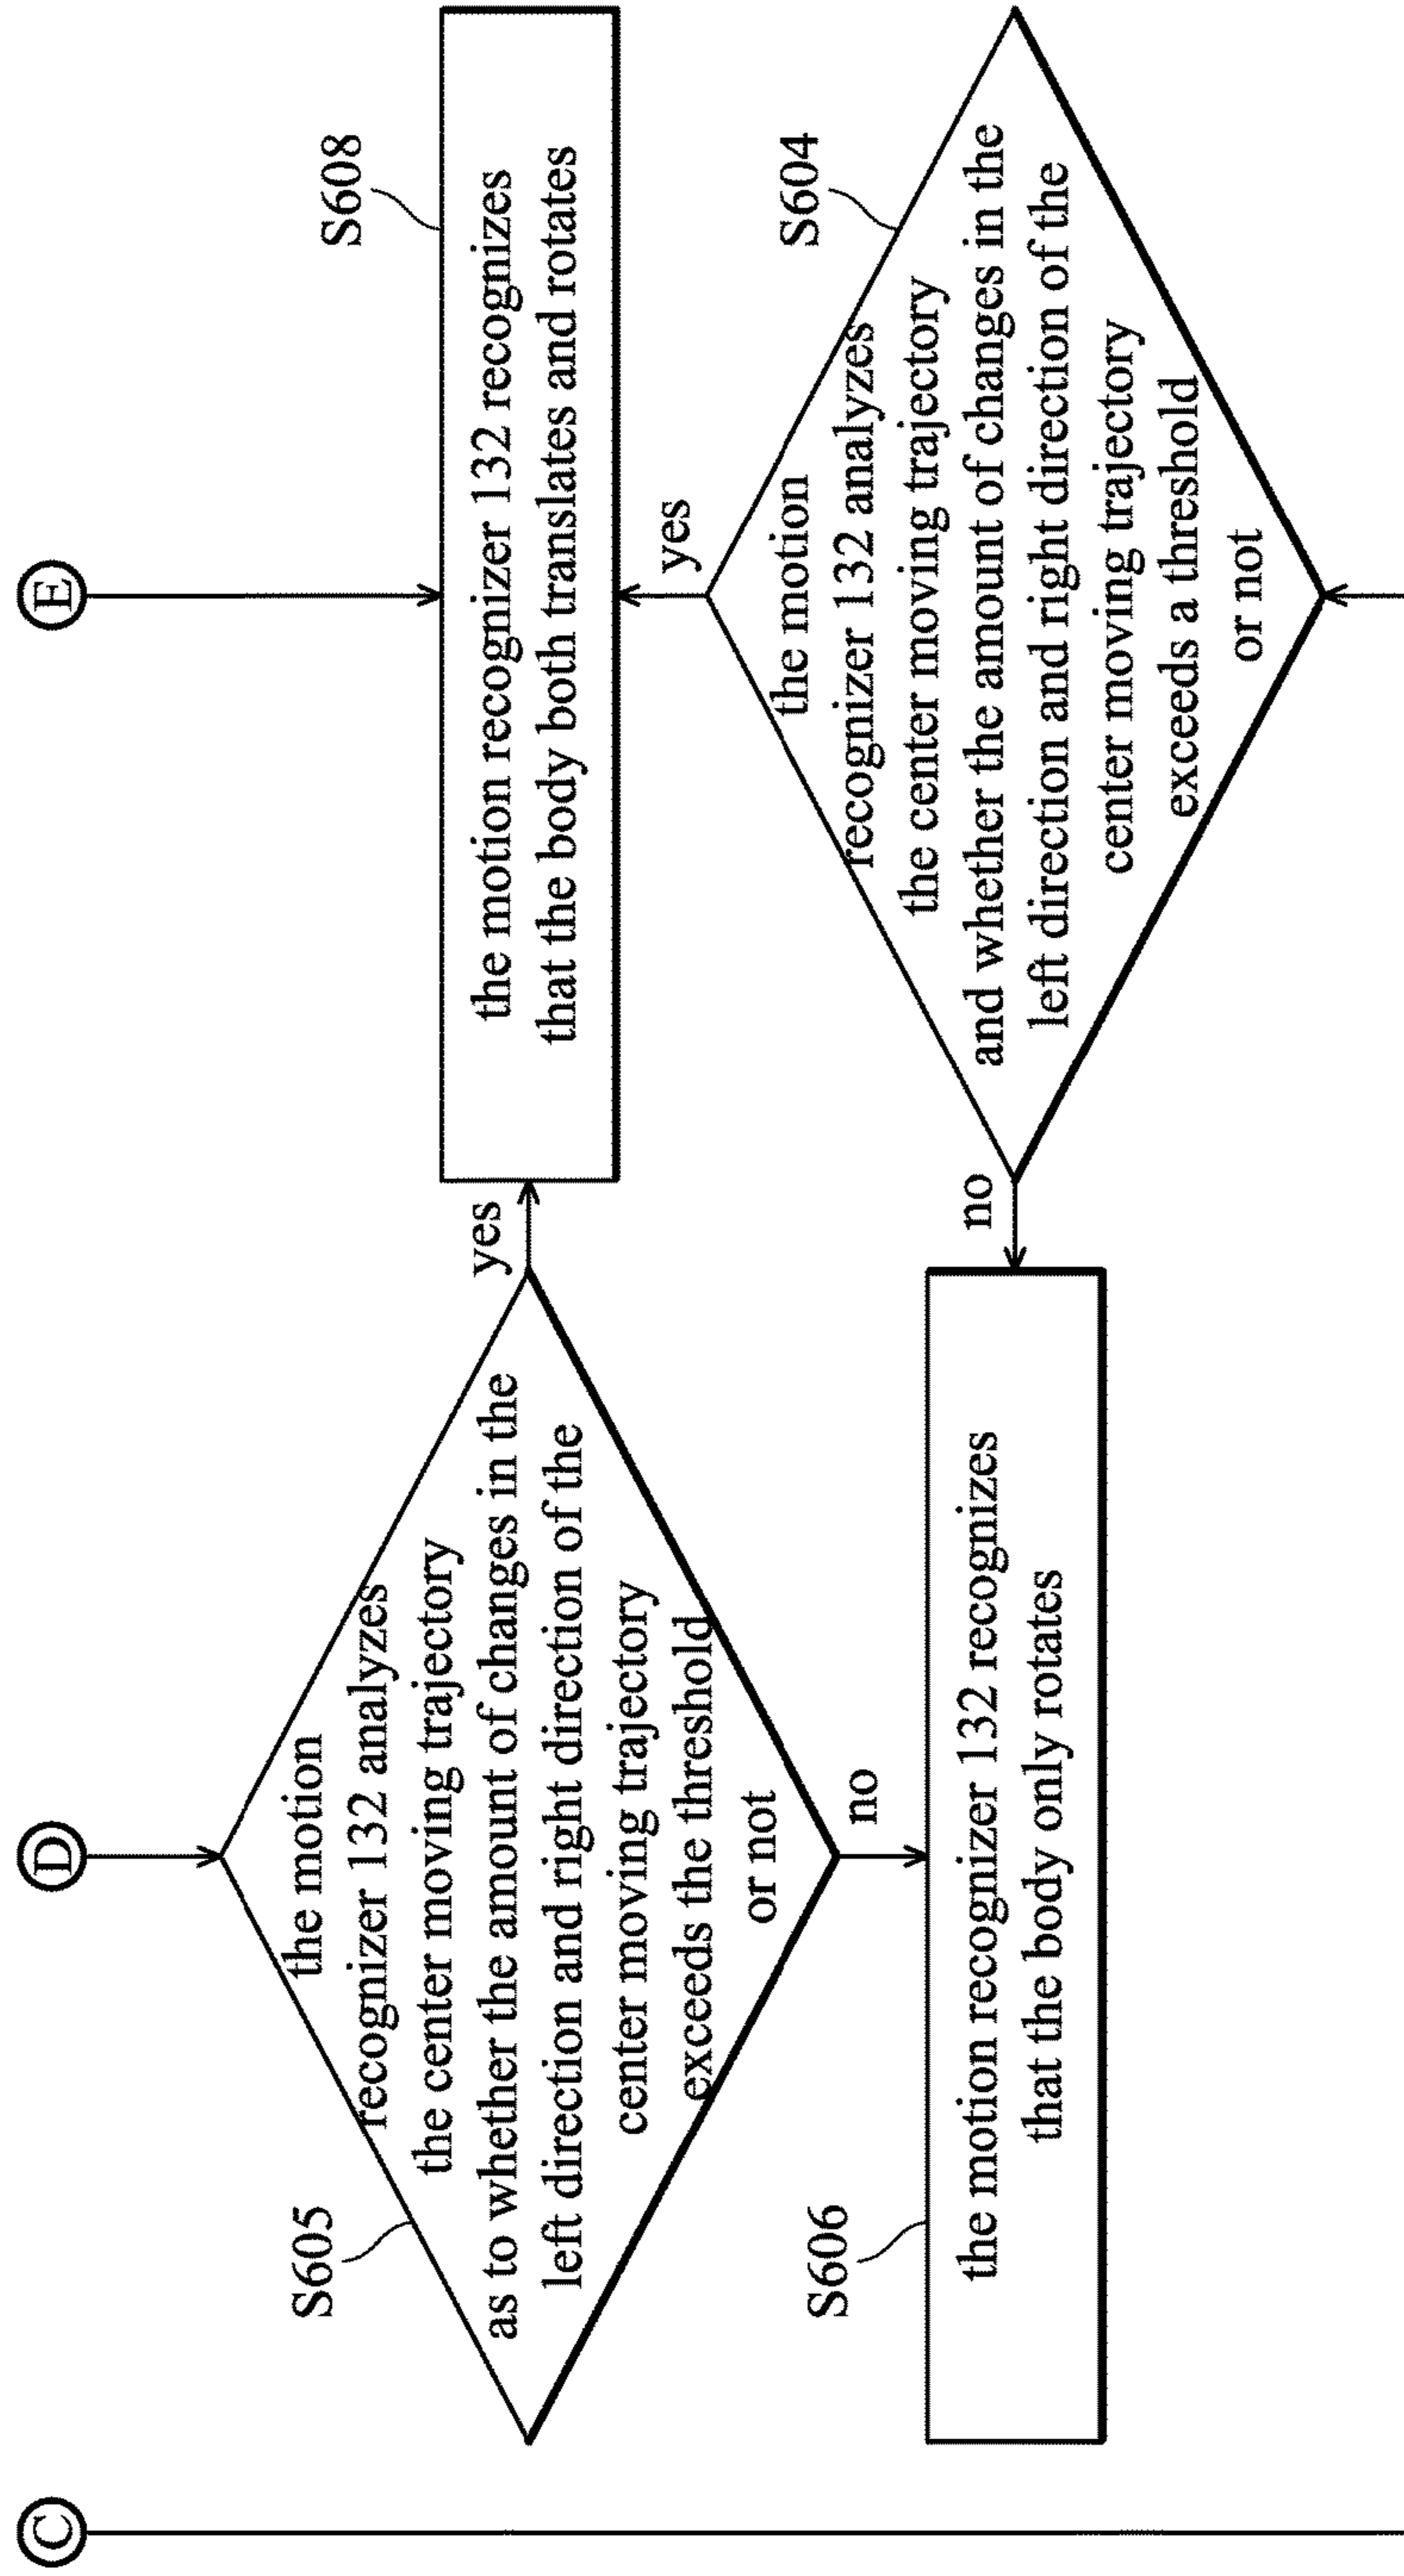 C
D
E
S605
the motion
recognizer 132 analyzes
the center moving trajectory
as to whether the amount of changes in the
left direction and right direction of the
center moving trajectory
exceeds the threshold
or not
yes
no
S608
the motion recognizer 132 recognizes
that the body both translates and rotates
yes
S606
the motion recognizer 132 recognizes
that the body only rotates
no
S604
the motion
recognizer 132 analyzes
the center moving trajectory
and whether the amount of changes in the
left direction and right direction of the
center moving trajectory
exceeds a threshold
or not